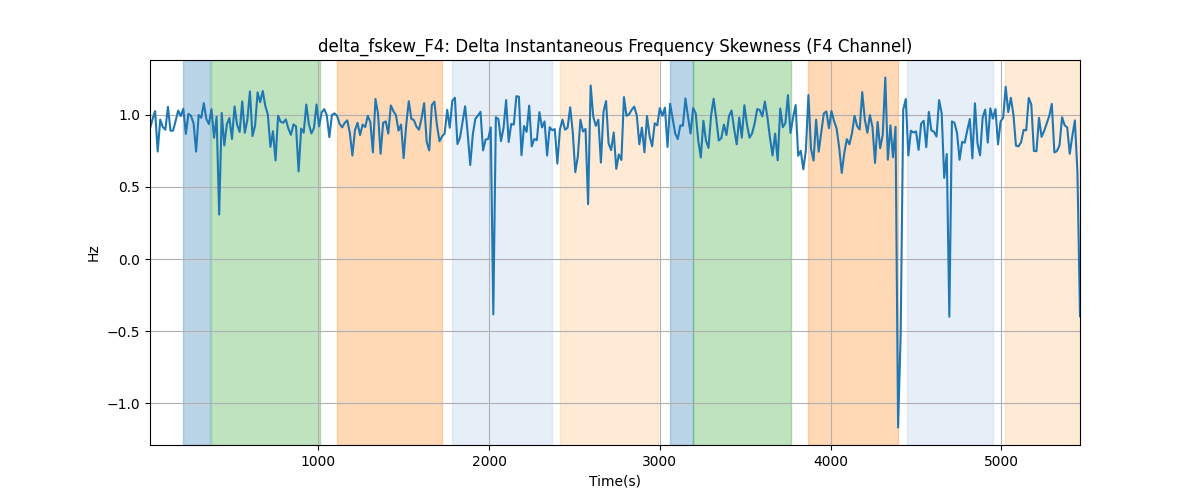 delta_fskew_F4: Delta Instantaneous Frequency Skewness (F4 Channel)
1.0
0.5
0.0
−0.5
−1.0
Hz
1000 2000 3000 4000 5000
Time(s)